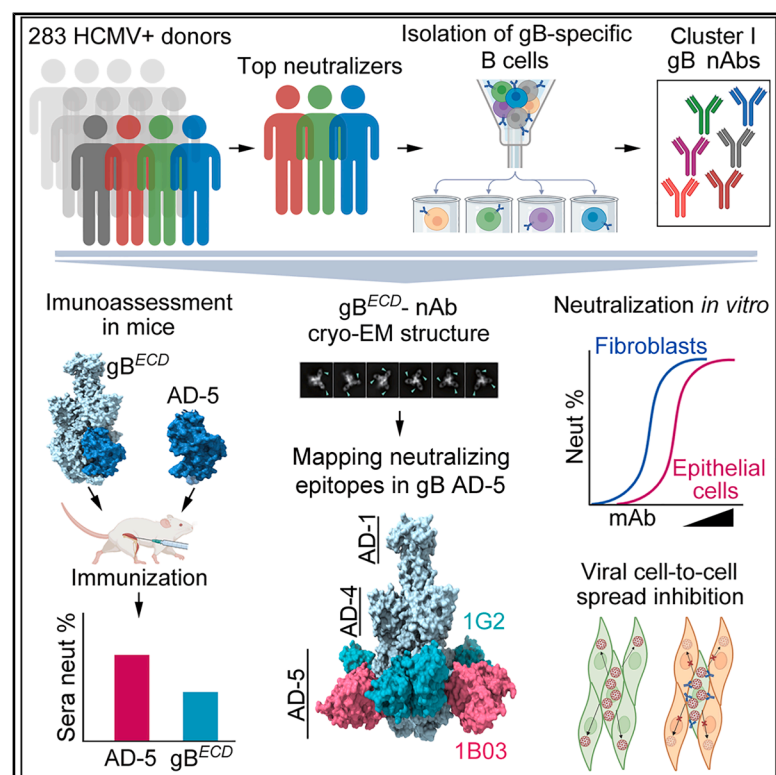 283 HCMV+ donors
Top neutralizers
Isolation of gB-specific
B cells
Cluster I
gB nAbs
Imunoassessment
in mice
gBᴱᶜᴰ
AD-5
Immunization
Sera neut %
AD-5
gBᴱᶜᴰ
gBᴱᶜᴰ- nAb
cryo-EM structure
Mapping neutralizing
epitopes in gB AD-5
AD-1
AD-4
AD-5
1G2
1B03
Neutralization in vitro
Fibroblasts
Neut %
Epithelial
cells
mAb
Viral cell-to-cell
spread inhibition